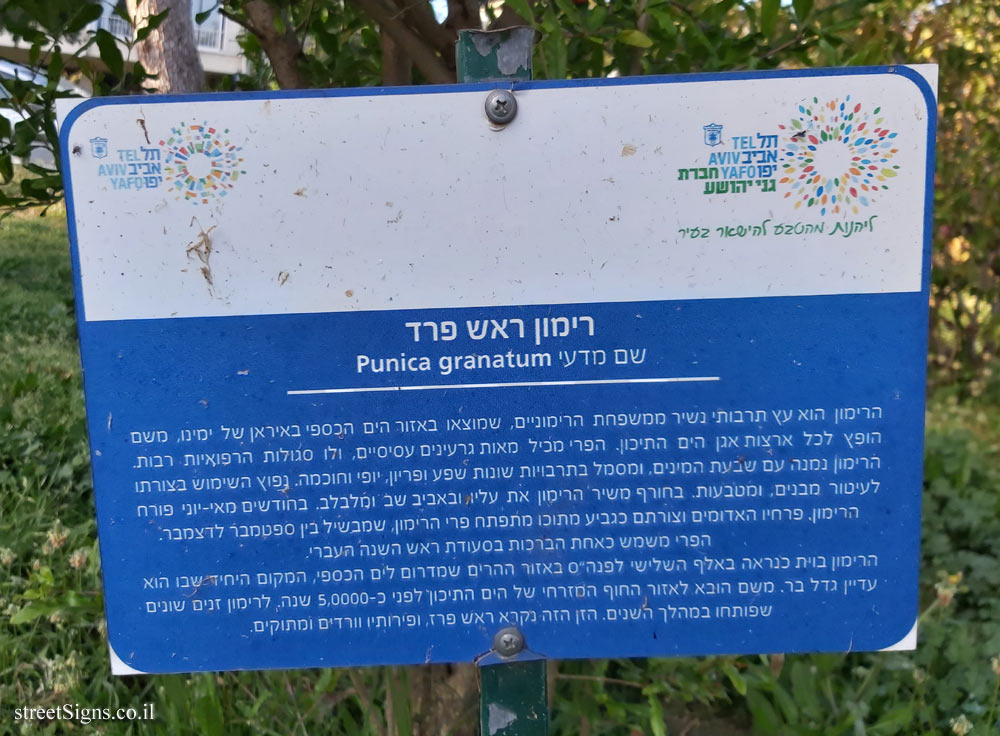 TEL תל
AVIV אביב
YAFO יפו
TEL תל
AVIV אביב
YAFO יפו חברת
גני יהושע
ליהנות מהטבע להישאר בעיר
רימון ראש פרד
שם מדעי Punica granatum
הרימון הוא עץ תרבותי נשיר ממשפחת הרימוניים, שמוצאו באזור הים הכספי באיראן של ימינו, משם
הופץ לכל ארצות אגן הים התיכון. הפרי מכיל מאות גרעינים עסיסיים, ולו סגולות הרפואיות רבות.
הרימון נמנה עם שבעת המינים, ומסמל בתרבויות שונות שפע ופריון, יופי וחוכמה. נפוץ השימוש בצורתו
לעיטור מבנים, ומטבעות. בחורף משיר הרימון את עליו ובאביב שב ומלבלב. בחודשים מאי-יוני פורח
הרימון. פרחיו האדומים וצורתם כגביע מתוכו מתפתח פרי הרימון, שמבשיל בין ספטמבר לדצמבר.
הפרי משמש כאחת הברכות בסעודת ראש השנה העברי.
הרימון בוית כנראה באלף השלישי לפנה״ס באזור ההרים שמדרום לים הכספי, המקום היחיד שבו הוא
עדיין גדל בר. משם הובא לאזור החוף המזרחי של הים התיכון לפני כ-5,0000 שנה, לרימון זנים שונים
שפותחו במהלך השנים. הזן הזה נקרא ראש פרז, ופירותיו וורדים ומתוקים.
streetSigns.co.il